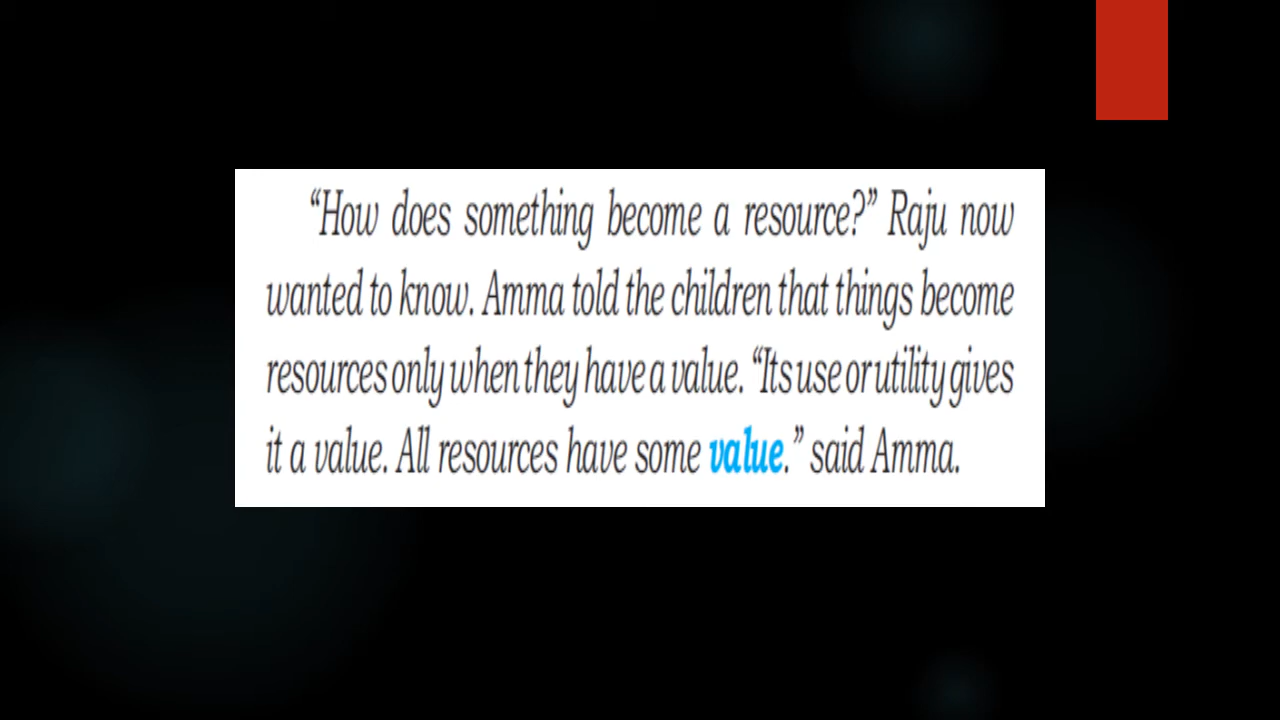 “How does something become a resource?” Raju now
wanted to know. Amma told the children that things become
resources only when they have a value. “Its use or utility gives
it a value. All resources have some value.” said Amma.